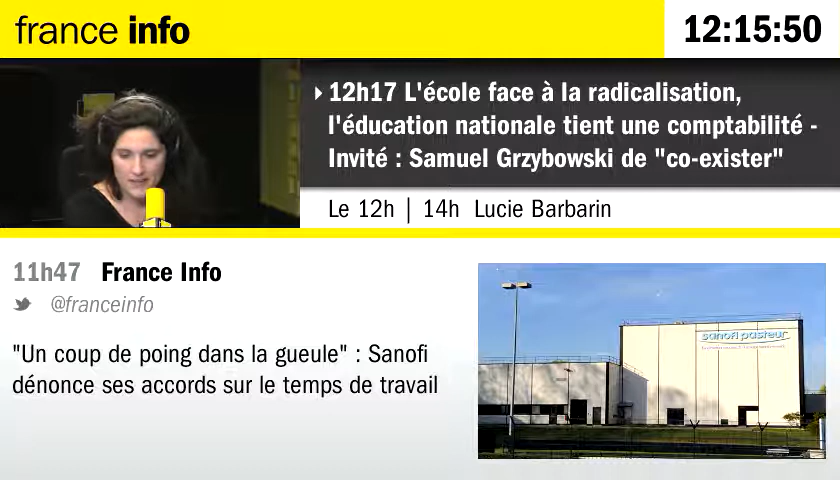 france info
12:15:50
12h17 L'école face à la radicalisation,
l'éducation nationale tient une comptabilité -
Invité : Samuel Grzybowski de "co-exister"
Le 12h | 14h Lucie Barbarin
11h47 France Info
@franceinfo
"Un coup de poing dans la gueule" : Sanofi
dénonce ses accords sur le temps de travail
sanofi pasteur